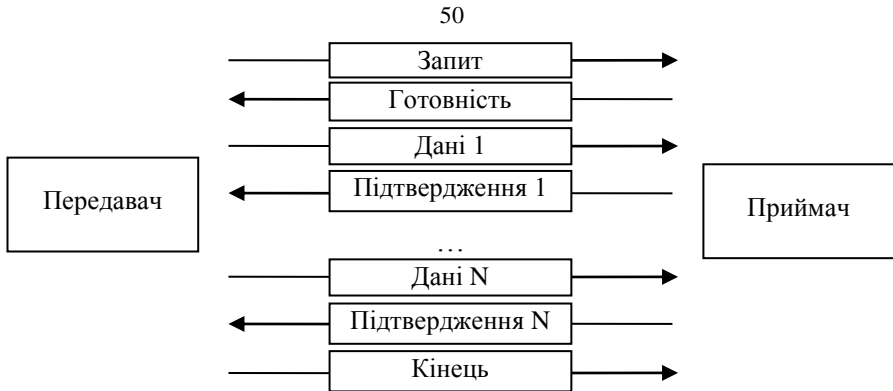 50
Запит
Готовність
Дані 1
Підтвердження 1
Передавач
Приймач
…
Дані N
Підтвердження N
Кінець